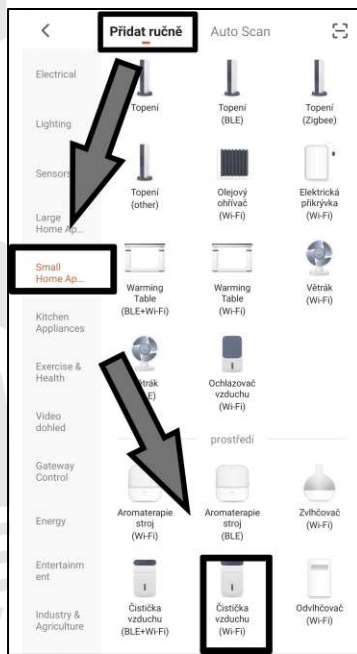 Přidat ručně
Auto Scan
Electrical
Lighting
Sensors
Large
Home Ap...
Small
Home Ap...
Kitchen
Appliances
Exercise &
Health
Video
dohled
Gateway
Control
Energy
Entertainm
ent
Industry &
Agriculture
Topení
Topení
(BLE)
Topení
(Zigbee)
Topení
(other)
Olejový
ohřívač
(Wi-Fi)
Elektrická
přikrývka
(Wi-Fi)
Warming
Table
(BLE+Wi-Fi)
Warming
Table
(Wi-Fi)
Větrák
(Wi-Fi)
Ochlazovač
vzduchu
(Wi-Fi)
prostředí
Aromaterapie
stroj
(Wi-Fi)
Aromaterapie
stroj
(BLE)
Zvlhčovač
(Wi-Fi)
Čistička
vzduchu
(BLE+Wi-Fi)
Čistička
vzduchu
(Wi-Fi)
Odvlhčovač
(Wi-Fi)